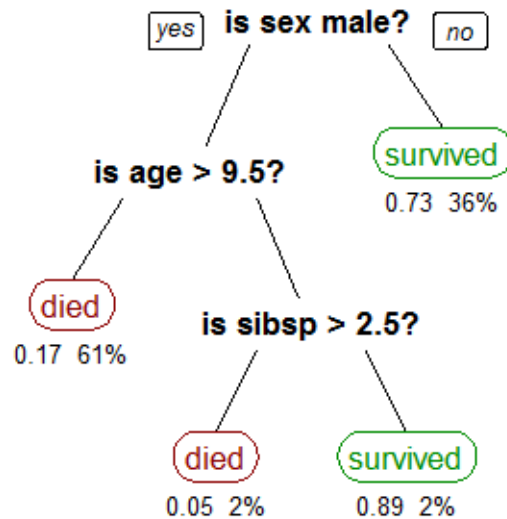 yes is sex male? no
survived
0.73 36%
is age > 9.5?
died
0.17 61%
is sibsp > 2.5?
died survived
0.05 2% 0.89 2%